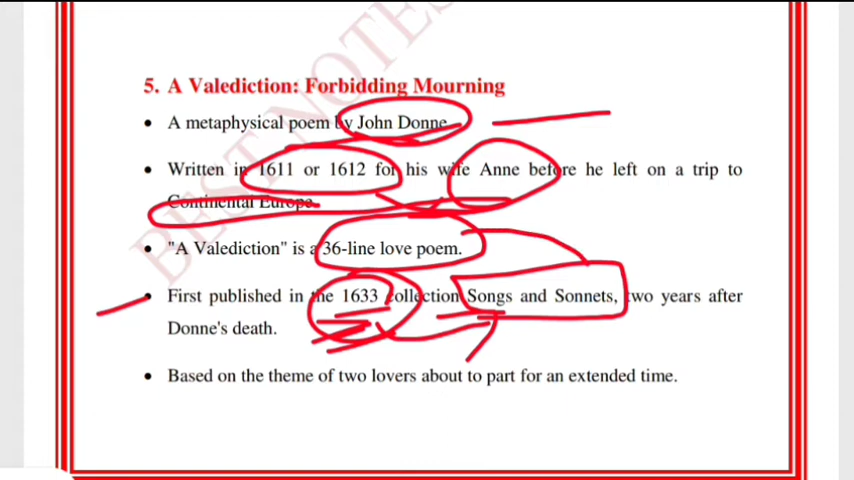 BEST NOTES
5. A Valediction: Forbidding Mourning
• A metaphysical poem by John Donne
• Written in 1611 or 1612 for his wife Anne before he left on a trip to
Continental Europe.
• "A Valediction" is a 36-line love poem.
• First published in the 1633 collection Songs and Sonnets, two years after
Donne's death.
• Based on the theme of two lovers about to part for an extended time.